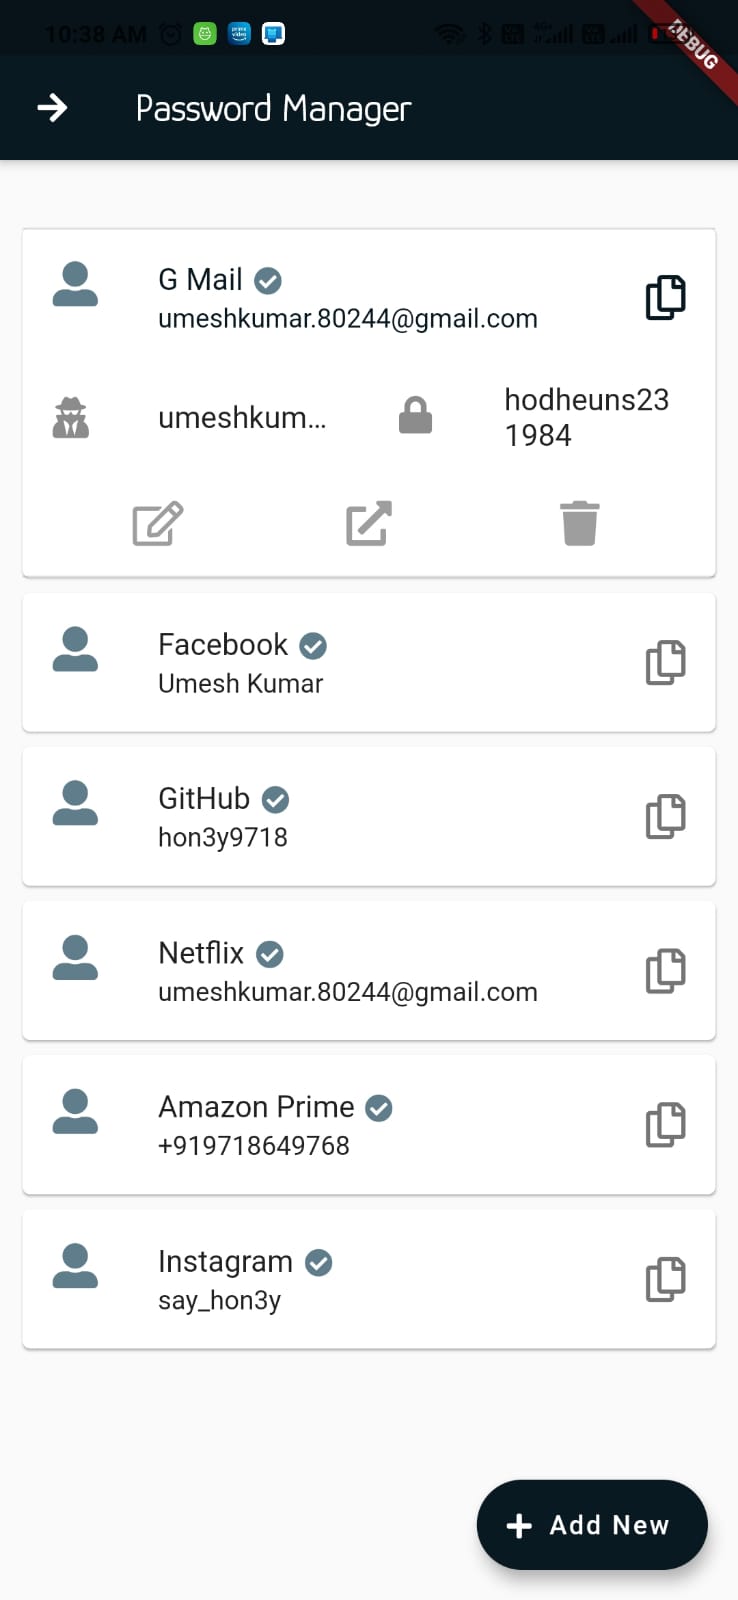 10:38 AM
DEBUG
Password Manager
G Mail
umeshkumar.80244@gmail.com
umeshkum...
hodheuns23
1984
Facebook
Umesh Kumar
GitHub
hon3y9718
Netflix
umeshkumar.80244@gmail.com
Amazon Prime
+919718649768
Instagram
say_hon3y
Add New